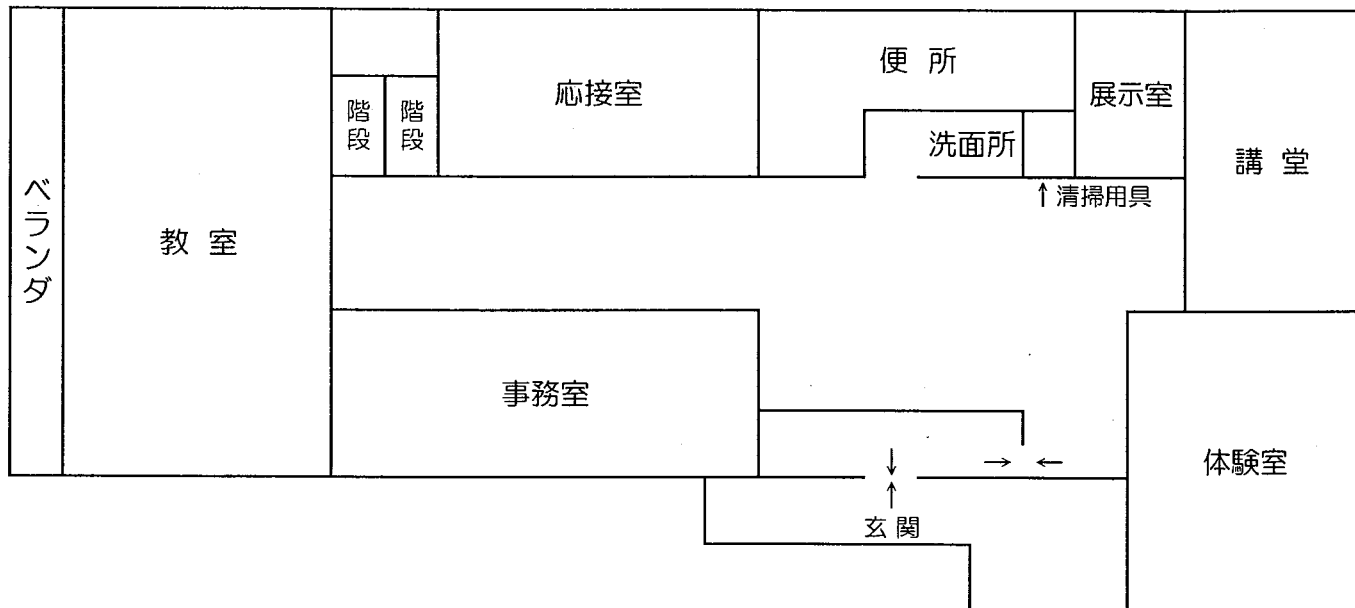 便所
応接室
展示室
階段
階段
洗面所
講堂
↑清掃用具
ベランダ
教室
事務室
体験室
玄関